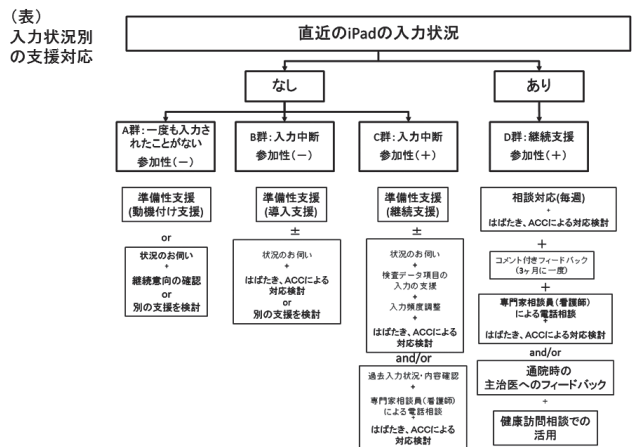 （表）
入力状況別
の支援対応
直近のiPadの入力状況
なし
あり
A群：一度も入力さ
れたことがない
参加性（－）
B群：入力中断
参加性（－）
C群：入力中断
参加性（＋）
D群：継続支援
参加性（＋）
準備性支援
(動機付け支援)
or
状況のお伺い
+
継続意向の確認
or
別の支援を検討
準備性支援
(導入支援)
±
状況のお伺い
+
はばたき、ACCによる
対応検討
or
別の支援を検討
準備性支援
(継続支援)
±
状況のお伺い
+
検査データ項目の
入力の支援
+
入力頻度調整
+
はばたき、ACCによる
対応検討
and/or
過去入力状況・内容確認
+
専門家相談員(看護師)
による電話相談
+
はばたき、ACCによる
対応検討
相談対応(毎週)
+
はばたき、ACCによる対応検討
+
コメント付きフィードバック
(3ヶ月に一度)
+
専門家相談員(看護師)
による電話相談
+
はばたき、ACCによる対応検討
and/or
通院時の
主治医へのフィードバック
+
健康訪問相談での
活用